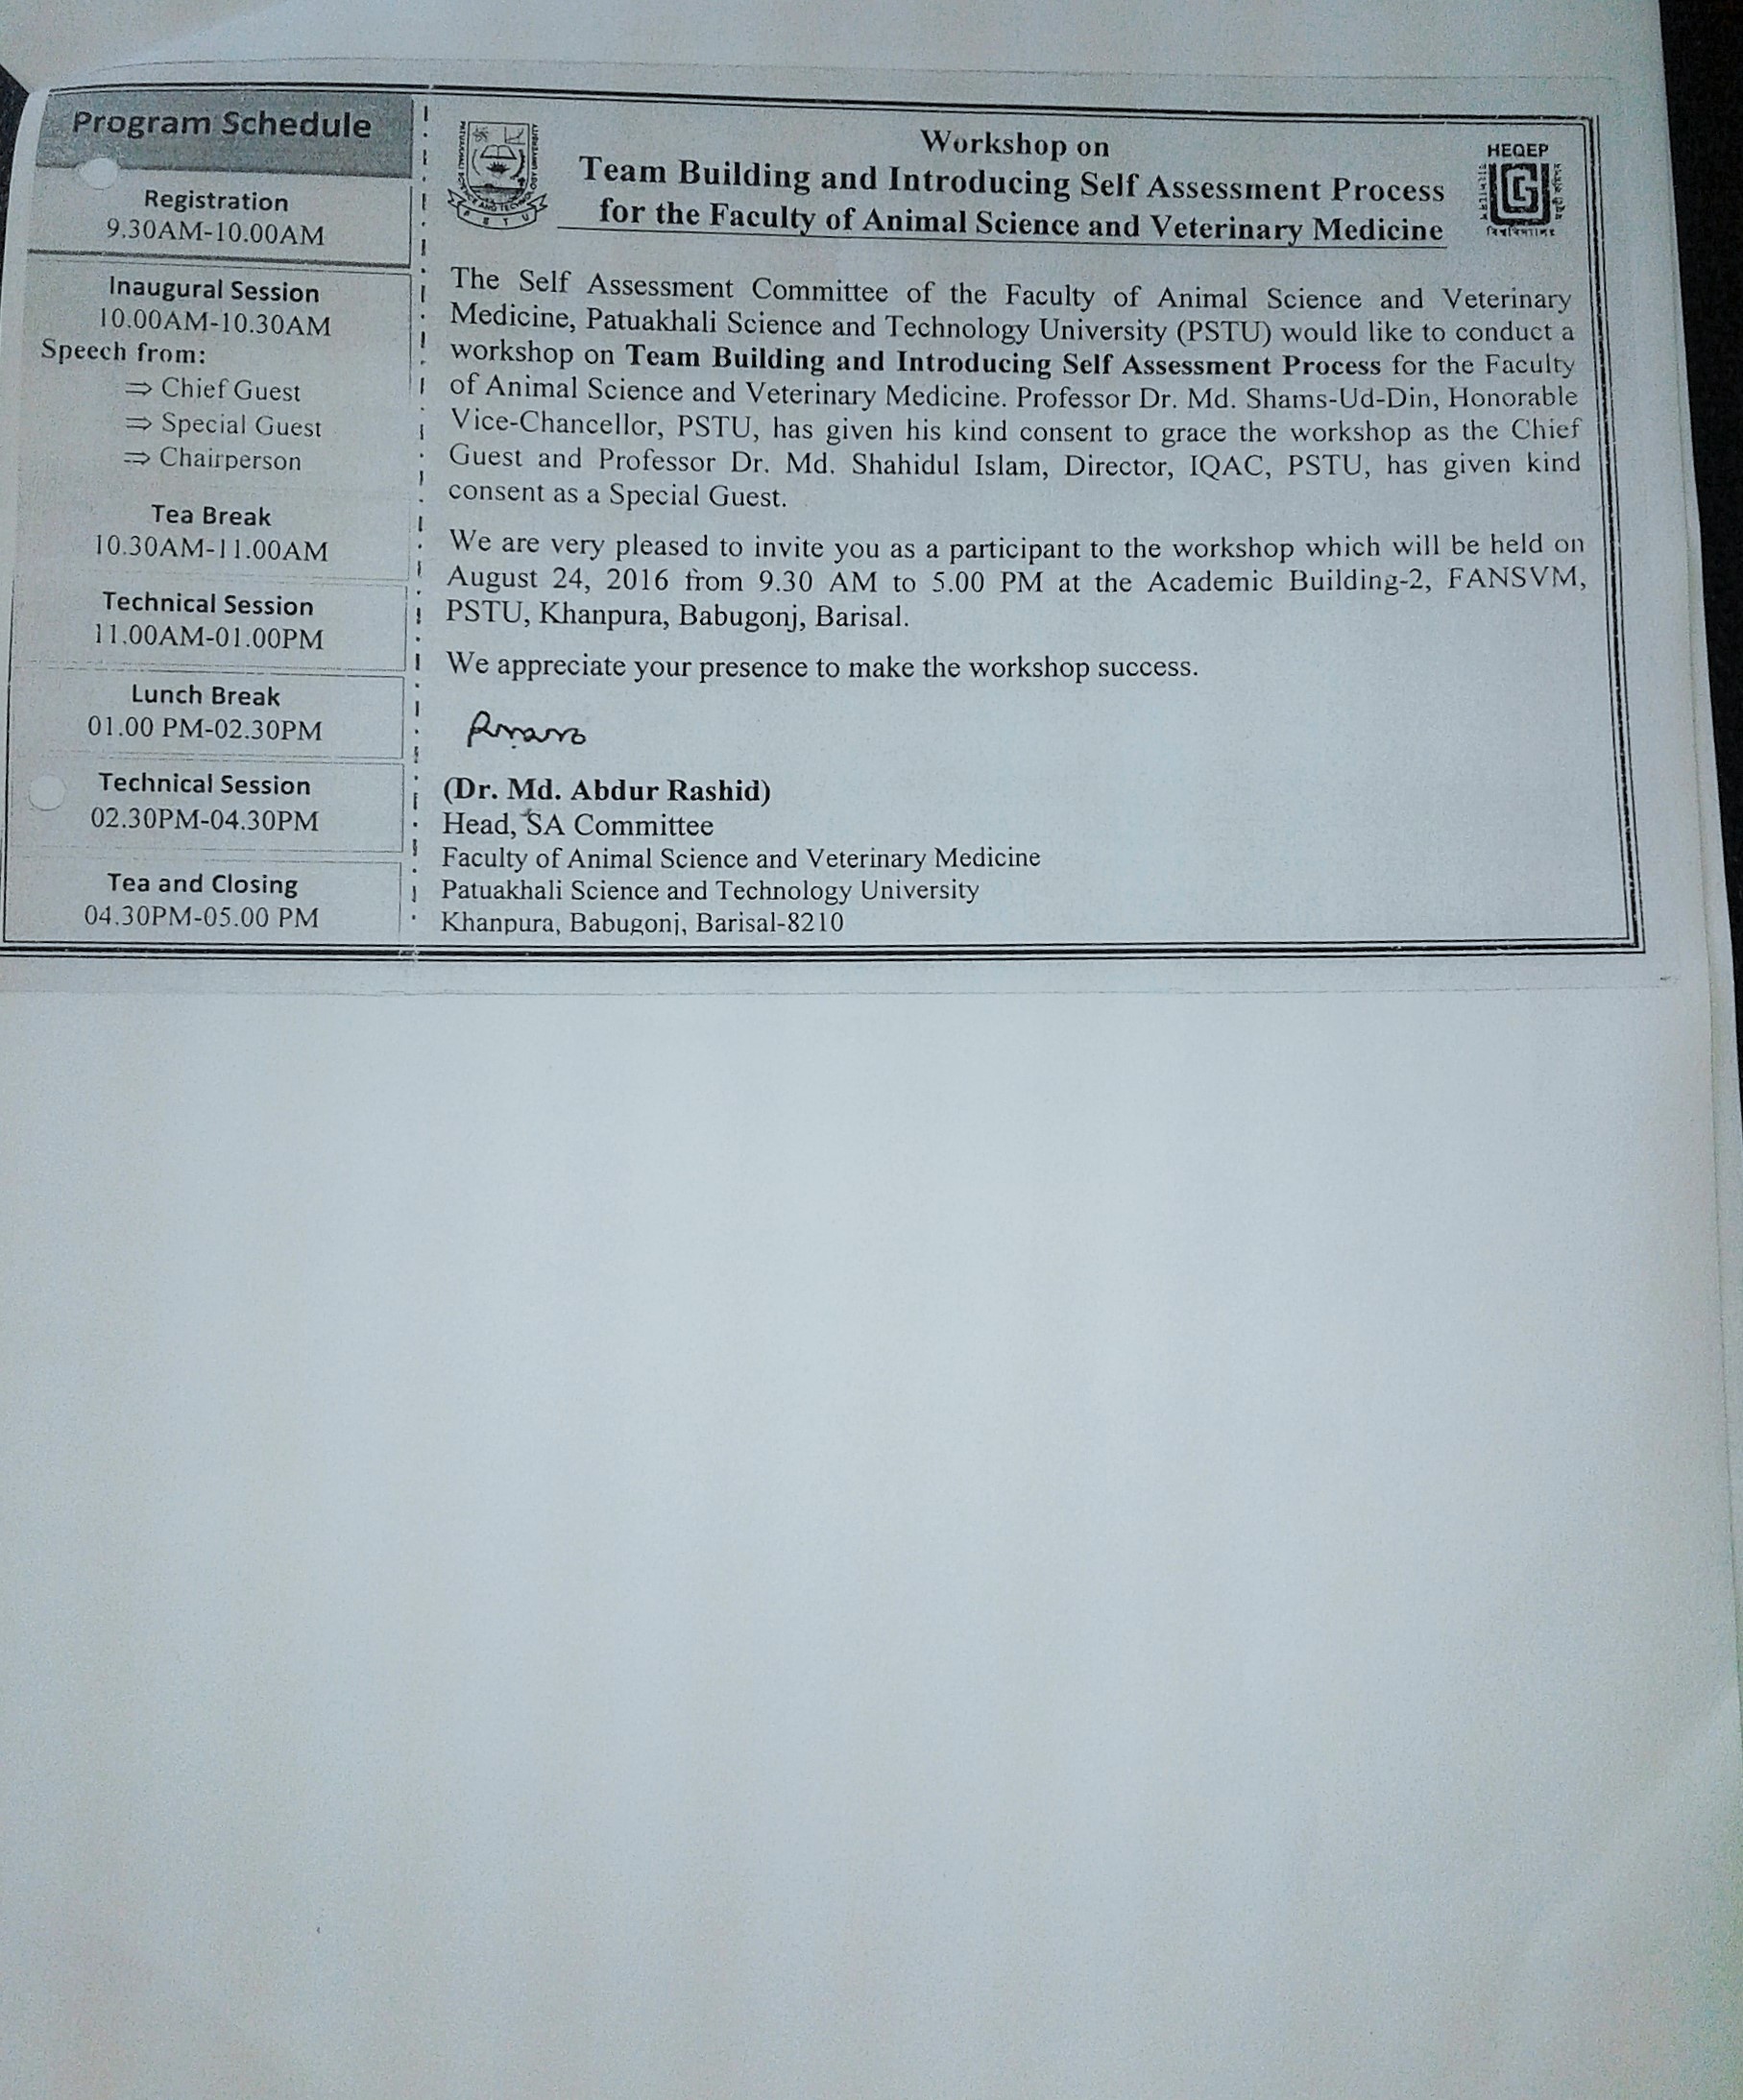 Program Schedule
Registration
9.30AM-10.00AM
Inaugural Session
10.00AM-10.30AM
Speech from:
⇒ Chief Guest
⇒ Special Guest
⇒ Chairperson
Tea Break
10.30AM-11.00AM
Technical Session
11.00AM-01.00PM
Lunch Break
01.00 PM-02.30PM
Technical Session
02.30PM-04.30PM
Tea and Closing
04.30PM-05.00 PM
Workshop on
Team Building and Introducing Self Assessment Process
for the Faculty of Animal Science and Veterinary Medicine
HEQEP
The Self Assessment Committee of the Faculty of Animal Science and Veterinary
Medicine, Patuakhali Science and Technology University (PSTU) would like to conduct a
workshop on Team Building and Introducing Self Assessment Process for the Faculty
of Animal Science and Veterinary Medicine. Professor Dr. Md. Shams-Ud-Din, Honorable
Vice-Chancellor, PSTU, has given his kind consent to grace the workshop as the Chief
Guest and Professor Dr. Md. Shahidul Islam, Director, IQAC, PSTU, has given kind
consent as a Special Guest.
We are very pleased to invite you as a participant to the workshop which will be held on
August 24, 2016 from 9.30 AM to 5.00 PM at the Academic Building-2, FANSVM,
PSTU, Khanpura, Babugonj, Barisal.
We appreciate your presence to make the workshop success.
(Dr. Md. Abdur Rashid)
Head, SA Committee
Faculty of Animal Science and Veterinary Medicine
Patuakhali Science and Technology University
Khanpura, Babugonj, Barisal-8210